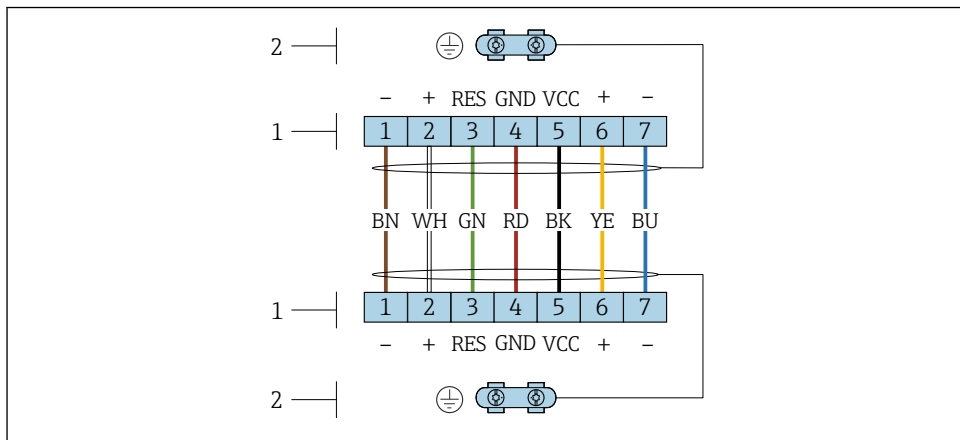 2
– + RES GND VCC + –
1
1 2 3 4 5 6 7
BN WH GN RD BK YE BU
1
1 2 3 4 5 6 7
– + RES GND VCC + –
2